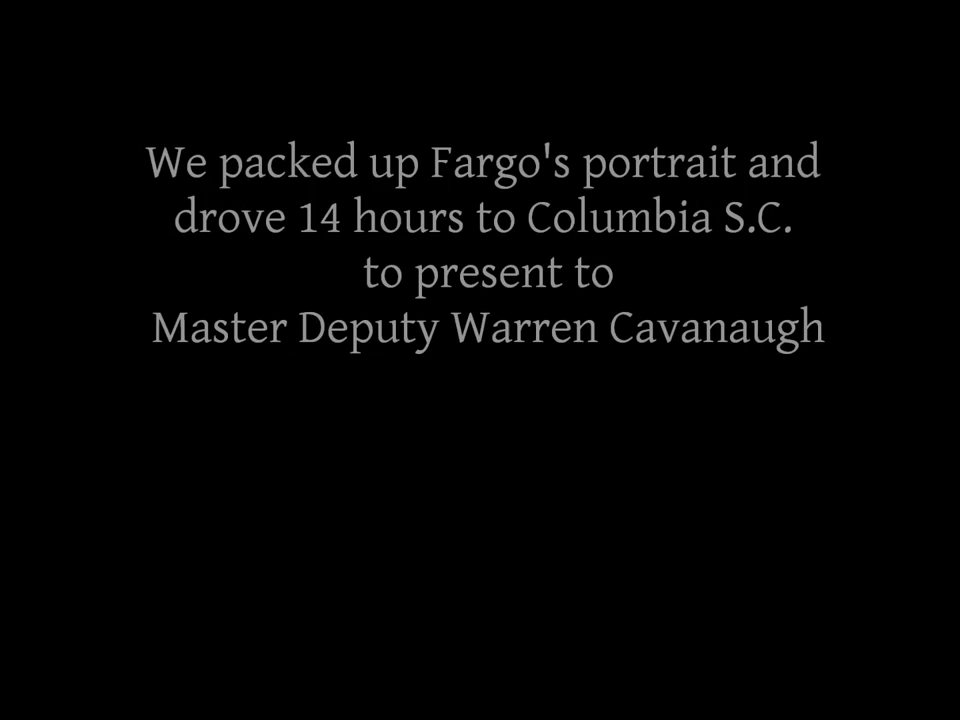 We packed up Fargo's portrait and
drove 14 hours to Columbia S.C.
to present to
Master Deputy Warren Cavanaugh